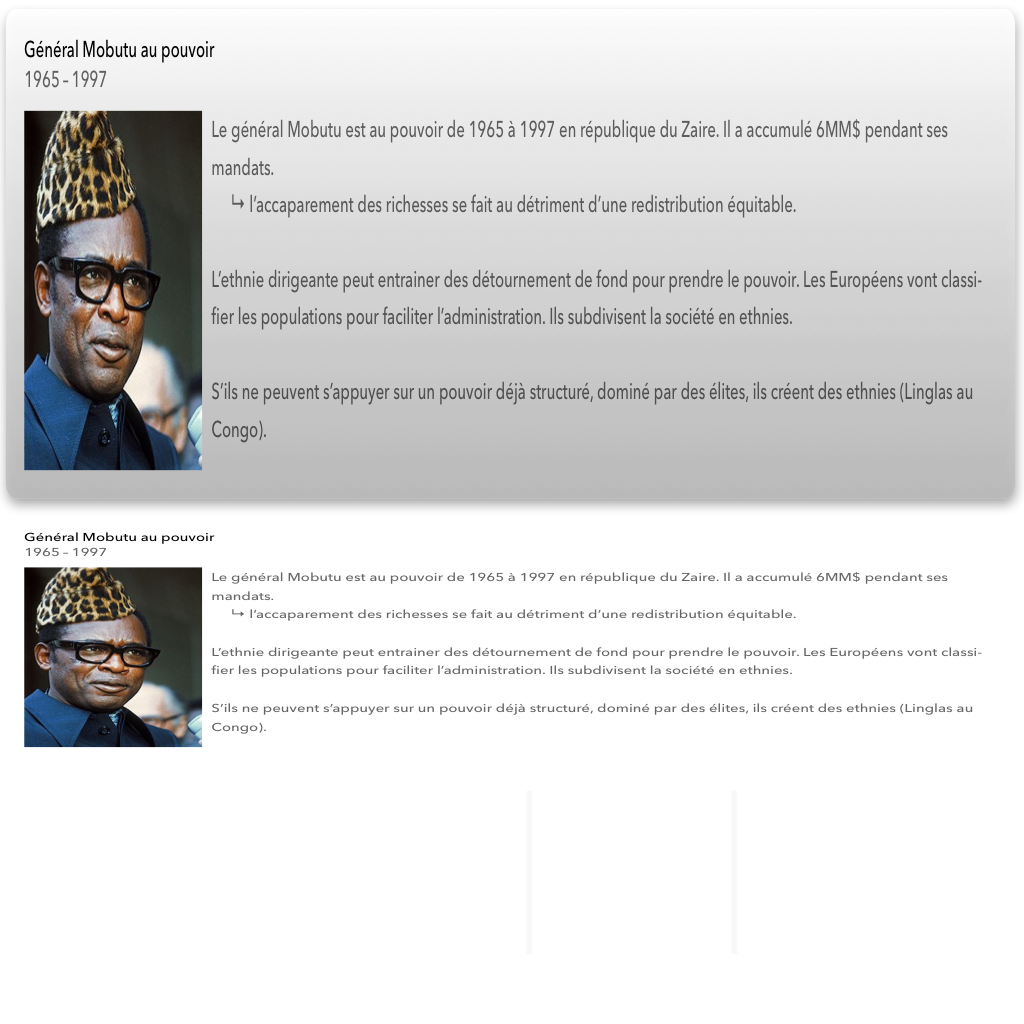 Général Mobutu au pouvoir
1965 – 1997
Le général Mobutu est au pouvoir de 1965 à 1997 en république du Zaire. Il a accumulé 6MM$ pendant ses
mandats.
↳ l’accaparement des richesses se fait au détriment d’une redistribution équitable.
L’ethnie dirigeante peut entrainer des détournement de fond pour prendre le pouvoir. Les Européens vont classi-
fier les populations pour faciliter l’administration. Ils subdivisent la société en ethnies.
S’ils ne peuvent s’appuyer sur un pouvoir déjà structuré, dominé par des élites, ils créent des ethnies (Linglas au
Congo).
Général Mobutu au pouvoir
1965 – 1997
Le général Mobutu est au pouvoir de 1965 à 1997 en république du Zaire. Il a accumulé 6MM$ pendant ses
mandats.
↳ l’accaparement des richesses se fait au détriment d’une redistribution équitable.
L’ethnie dirigeante peut entrainer des détournement de fond pour prendre le pouvoir. Les Européens vont classi-
fier les populations pour faciliter l’administration. Ils subdivisent la société en ethnies.
S’ils ne peuvent s’appuyer sur un pouvoir déjà structuré, dominé par des élites, ils créent des ethnies (Linglas au
Congo).